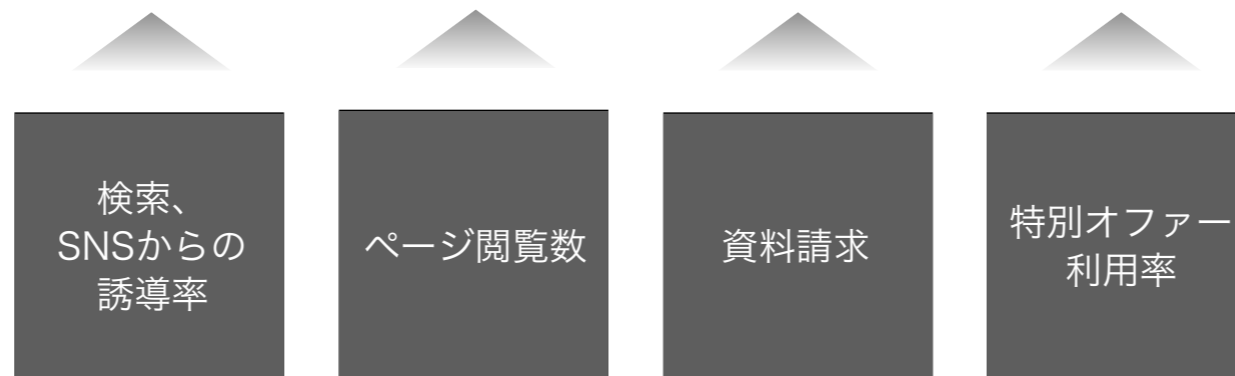 検索、
SNSからの
誘導率
ページ閲覧数
資料請求
特別オファー
利用率